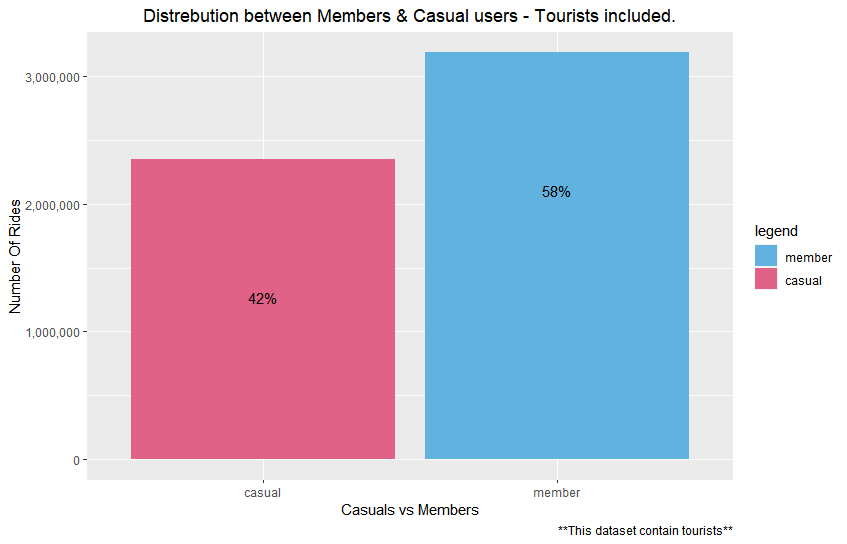 Distrebution between Members & Casual users - Tourists included.
Number Of Rides
3,000,000
2,000,000
1,000,000
0
42%
58%
casual
member
Casuals vs Members
legend
member
casual
**This dataset contain tourists**